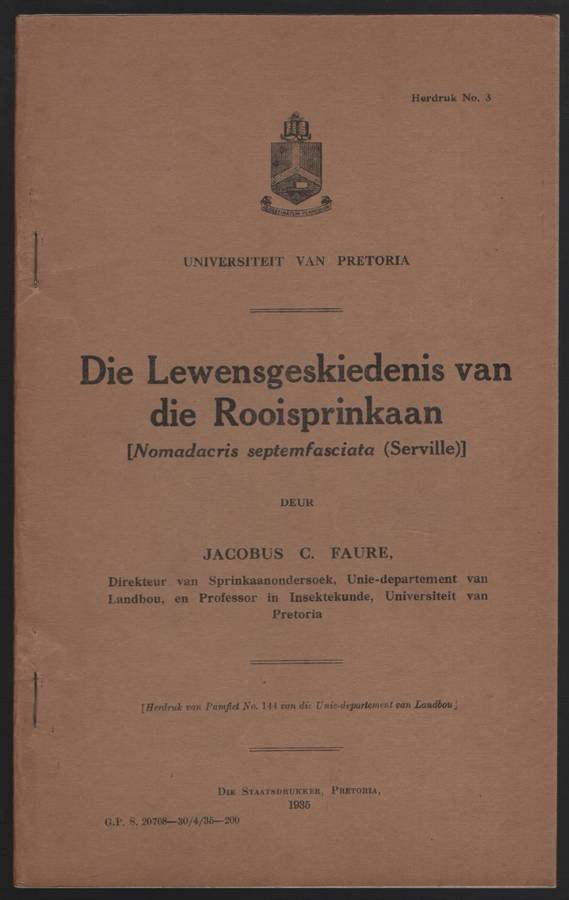 Herdruk No. 3
UNIVERSITEIT VAN PRETORIA
Die Lewensgeskiedenis van
die Rooisprinkaan
[Nomadacris septemfasciata (Serville)]
DEUR
JACOBUS C. FAURE,
Direkteur van Sprinkaanondersoek, Unie-departement van
Landbou, en Professor in Insektekunde, Universiteit van
Pretoria
[Herdruk van Pamflet No. 144 van die Unie-departement van Landbou]
DIE STAATSDRUKKER, PRETORIA,
1935
G.P. S. 20768—30/4/35—200